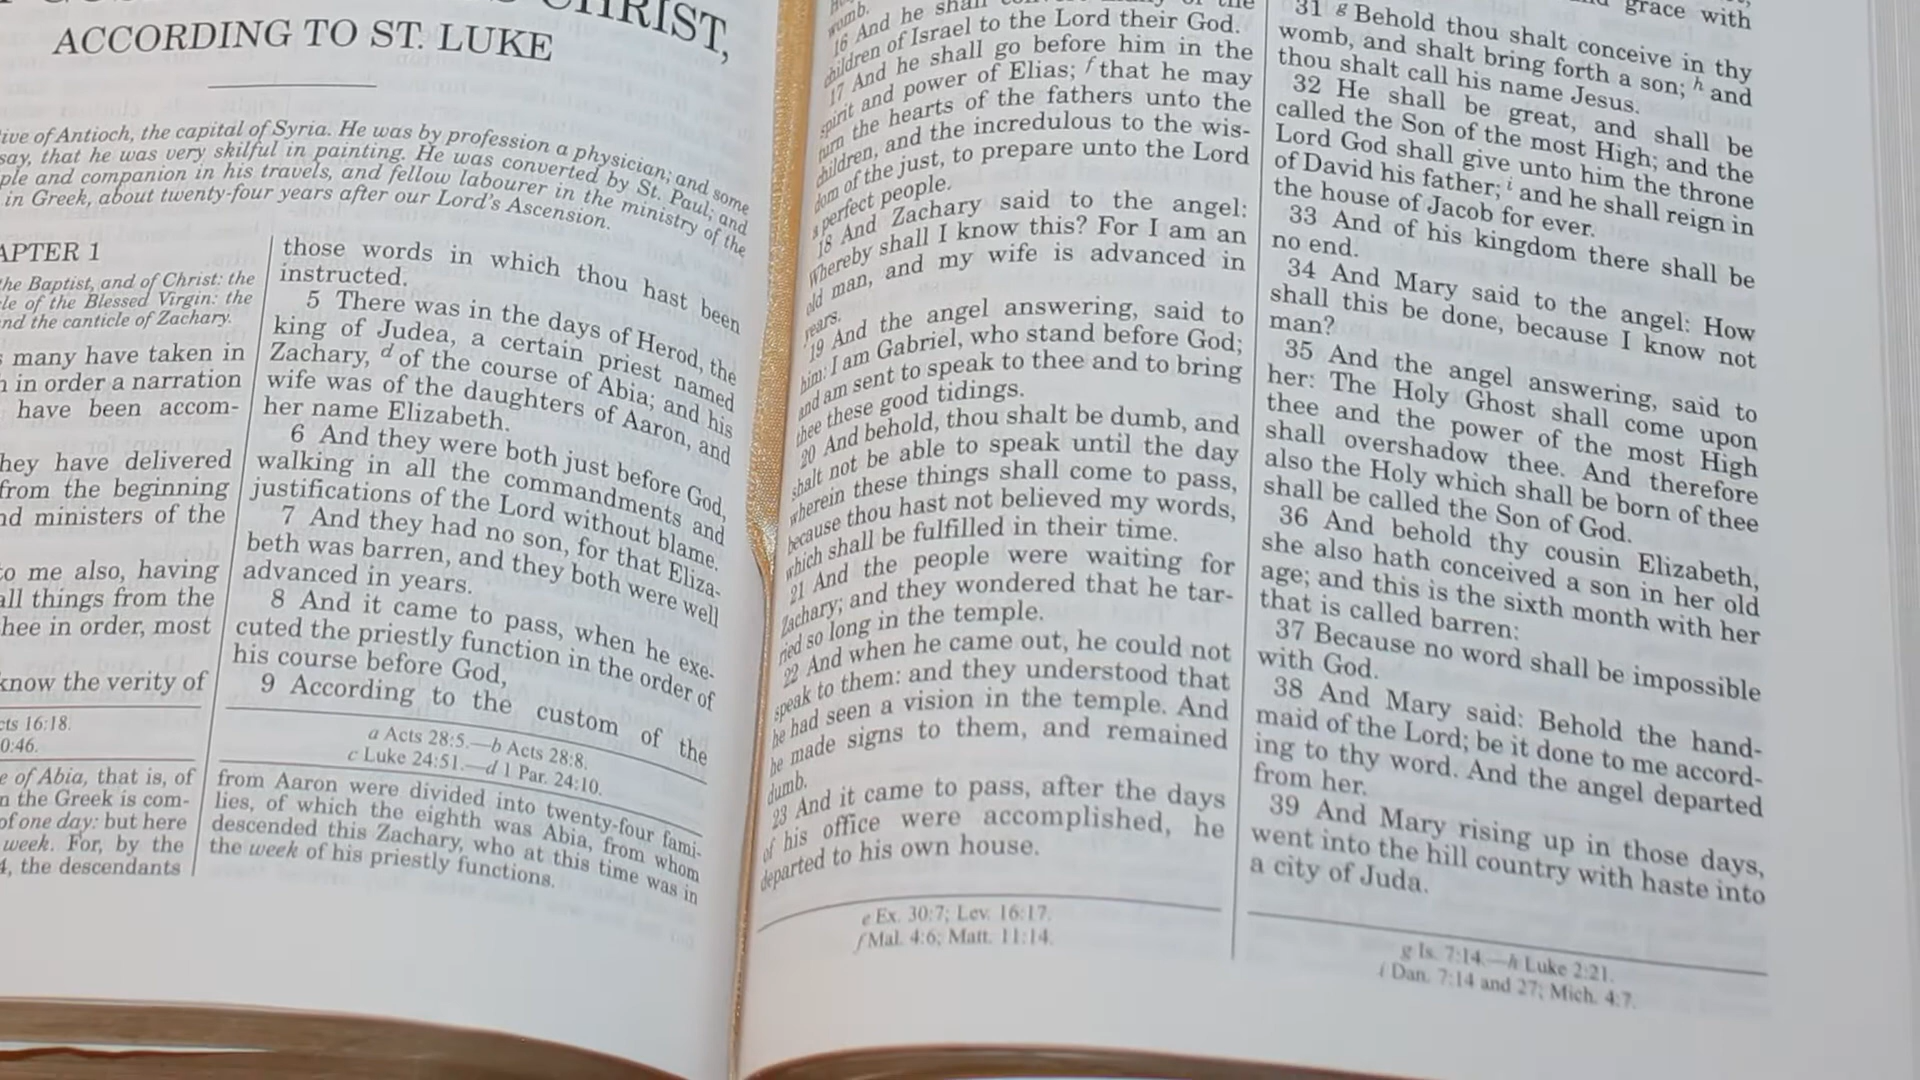 CHRIST,
ACCORDING TO ST. LUKE
ive of Antioch, the capital of Syria. He was by profession a physician; and some
say, that he was very skilful in painting. He was converted by St. Paul; and
ple and companion in his travels, and fellow labourer in the ministry of the
in Greek, about twenty-four years after our Lord's Ascension.
APTER 1
the Baptist, and of Christ: the
le of the Blessed Virgin: the
nd the canticle of Zachary.
many have taken in
in order a narration
have been accom-
hey have delivered
from the beginning
nd ministers of the
to me also, having
all things from the
hee in order, most
know the verity of
cts 16:18.
0:46.
e of Abia, that is, of
n the Greek is com-
of one day: but here
week. For, by the
4, the descendants
those words in which thou hast been
instructed.
5 There was in the days of Herod, the
king of Judea, a certain priest named
Zachary, d of the course of Abia; and his
wife was of the daughters of Aaron, and
her name Elizabeth.
6 And they were both just before God,
walking in all the commandments and
justifications of the Lord without blame.
7 And they had no son, for that Eliza-
beth was barren, and they both were well
advanced in years.
8 And it came to pass, when he exe-
cuted the priestly function in the order of
his course before God,
9 According to the custom of the
a Acts 28:5.—b Acts 28:8.
c Luke 24:51.—d 1 Par. 24:10.
from Aaron were divided into twenty-four fami-
lies, of which the eighth was Abia, from whom
descended this Zachary, who at this time was in
the week of his priestly functions.
womb.
16 And he shall convert many of the
children of Israel to the Lord their God.
17 And he shall go before him in the
spirit and power of Elias; f that he may
turn the hearts of the fathers unto the
children, and the incredulous to the wis-
dom of the just, to prepare unto the Lord
a perfect people.
18 And Zachary said to the angel:
Whereby shall I know this? For I am an
old man, and my wife is advanced in
years.
19 And the angel answering, said to
him: I am Gabriel, who stand before God;
and am sent to speak to thee and to bring
thee these good tidings.
20 And behold, thou shalt be dumb, and
shalt not be able to speak until the day
wherein these things shall come to pass,
because thou hast not believed my words,
which shall be fulfilled in their time.
21 And the people were waiting for
Zachary; and they wondered that he tar-
ried so long in the temple.
22 And when he came out, he could not
speak to them: and they understood that
he had seen a vision in the temple. And
he made signs to them, and remained
dumb.
23 And it came to pass, after the days
of his office were accomplished, he
departed to his own house.
e Ex. 30:7; Lev. 16:17.
f Mal. 4:6; Matt. 11:14.
grace with
31 g Behold thou shalt conceive in thy
womb, and shalt bring forth a son; h and
thou shalt call his name Jesus.
32 He shall be great, and shall be
called the Son of the most High; and the
Lord God shall give unto him the throne
of David his father; i and he shall reign in
the house of Jacob for ever.
33 And of his kingdom there shall be
no end.
34 And Mary said to the angel: How
shall this be done, because I know not
man?
35 And the angel answering, said to
her: The Holy Ghost shall come upon
thee and the power of the most High
shall overshadow thee. And therefore
also the Holy which shall be born of thee
shall be called the Son of God.
36 And behold thy cousin Elizabeth,
she also hath conceived a son in her old
age; and this is the sixth month with her
that is called barren:
37 Because no word shall be impossible
with God.
38 And Mary said: Behold the hand-
maid of the Lord; be it done to me accord-
ing to thy word. And the angel departed
from her.
39 And Mary rising up in those days,
went into the hill country with haste into
a city of Juda.
g Is. 7:14.—h Luke 2:21.
i Dan. 7:14 and 27; Mich. 4:7.